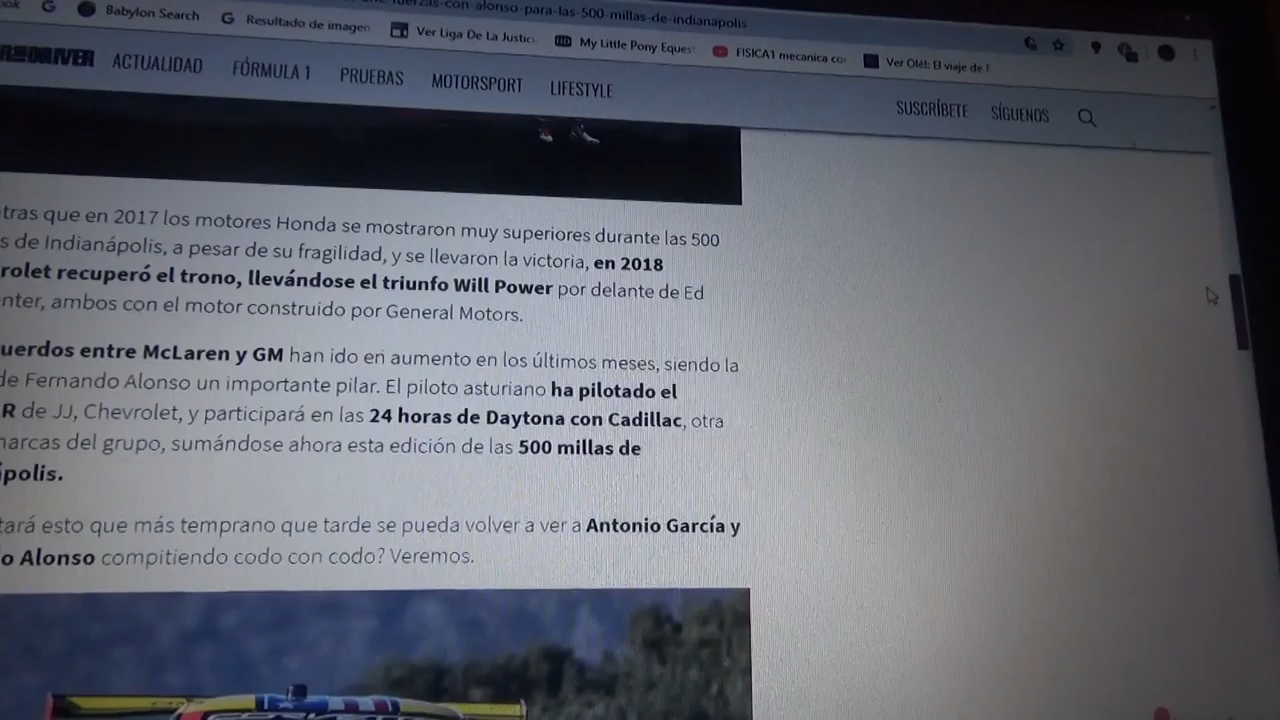 una-fuerzas-con-alonso-para-las-500-millas-de-indianapolis
Babylon Search Resultado de imagen Ver Liga De La Justic. My Little Pony Equest FISICA1 mecanica co Ver Olé!: El viaje de
DRIVER ACTUALIDAD FÓRMULA 1 PRUEBAS MOTORSPORT LIFESTYLE SUSCRÍBETE SÍGUENOS
tras que en 2017 los motores Honda se mostraron muy superiores durante las 500
s de Indianápolis, a pesar de su fragilidad, y se llevaron la victoria, en 2018
rolet recuperó el trono, llevándose el triunfo Will Power por delante de Ed
nter, ambos con el motor construido por General Motors.
uerdos entre McLaren y GM han ido en aumento en los últimos meses, siendo la
de Fernando Alonso un importante pilar. El piloto asturiano ha pilotado el
R de JJ, Chevrolet, y participará en las 24 horas de Daytona con Cadillac, otra
marcas del grupo, sumándose ahora esta edición de las 500 millas de
ápolis.
tará esto que más temprano que tarde se pueda volver a ver a Antonio García y
o Alonso compitiendo codo con codo? Veremos.